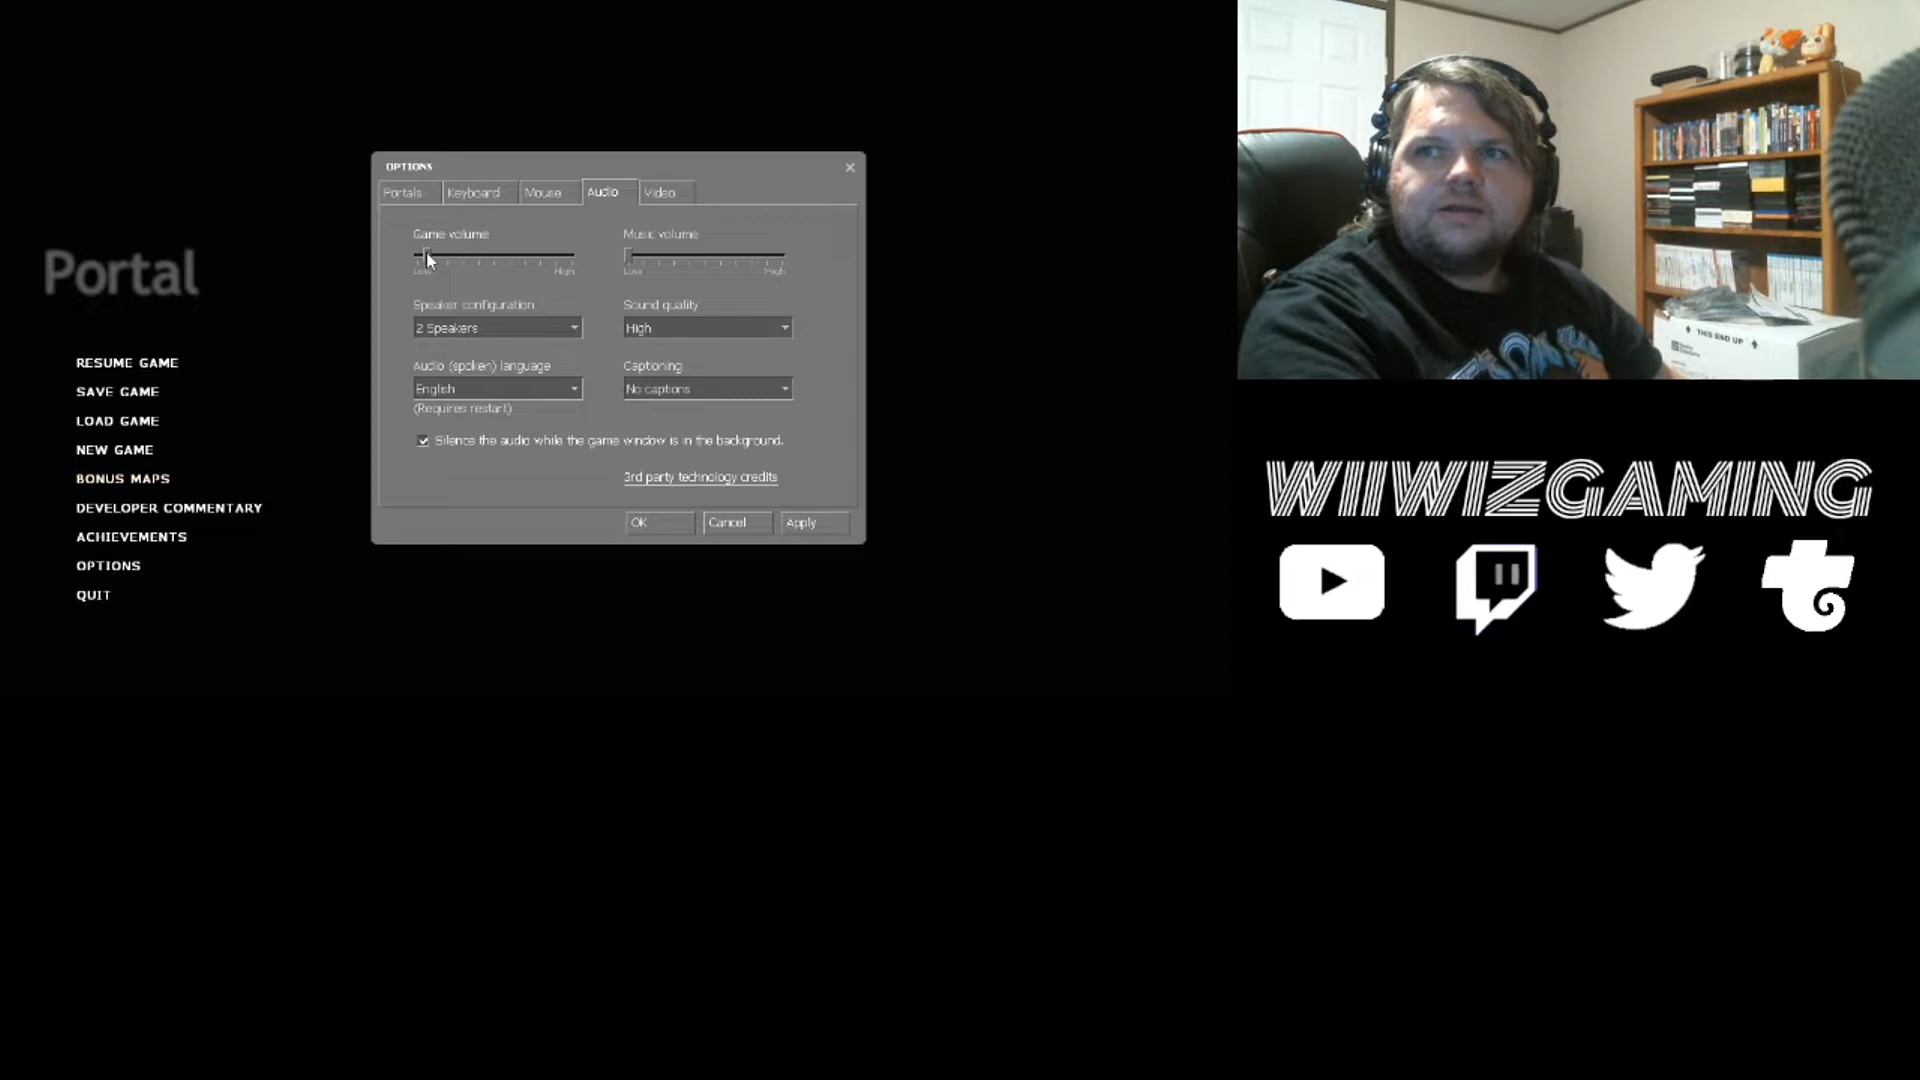 Portal
RESUME GAME
SAVE GAME
LOAD GAME
NEW GAME
BONUS MAPS
DEVELOPER COMMENTARY
ACHIEVEMENTS
OPTIONS
QUIT
OPTIONS
Portals Keyboard Mouse Audio Video
Game volume Music volume
Low High Low High
Speaker configuration Sound quality
2 Speakers High
Audio (spoken) language Captioning
English No captions
(Requires restart)
Silence the audio while the game window is in the background.
3rd party technology credits
OK Cancel Apply
THIS END UP
WIIWIZGAMING